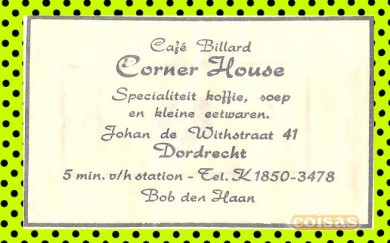 Café Billard
Corner House
Specialiteit koffie, soep
en kleine eetwaren.
Johan de Withstraat 41
Dordrecht
5 min. v/h station - Tel. K 1850-3478
Bob den Haan
coisas